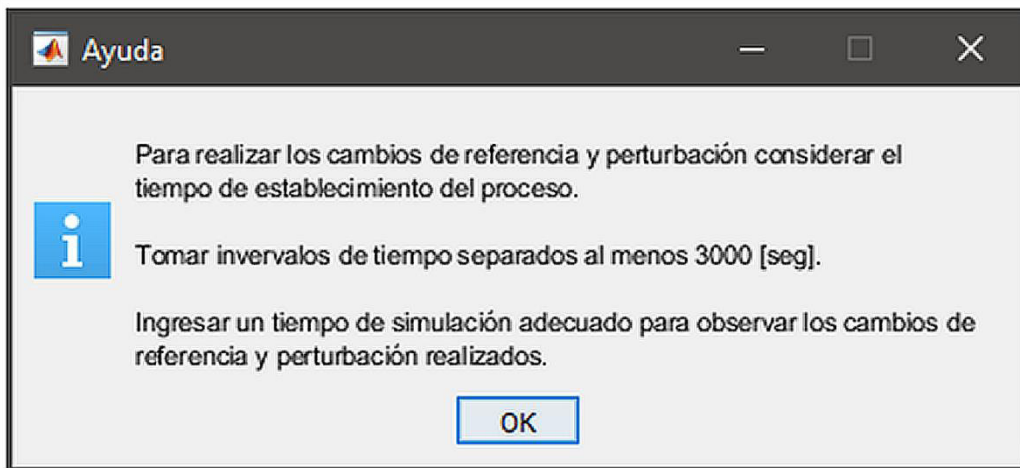 Ayuda
Para realizar los cambios de referencia y perturbación considerar el
tiempo de establecimiento del proceso.
Tomar invervalos de tiempo separados al menos 3000 [seg].
Ingresar un tiempo de simulación adecuado para observar los cambios de
referencia y perturbación realizados.
OK